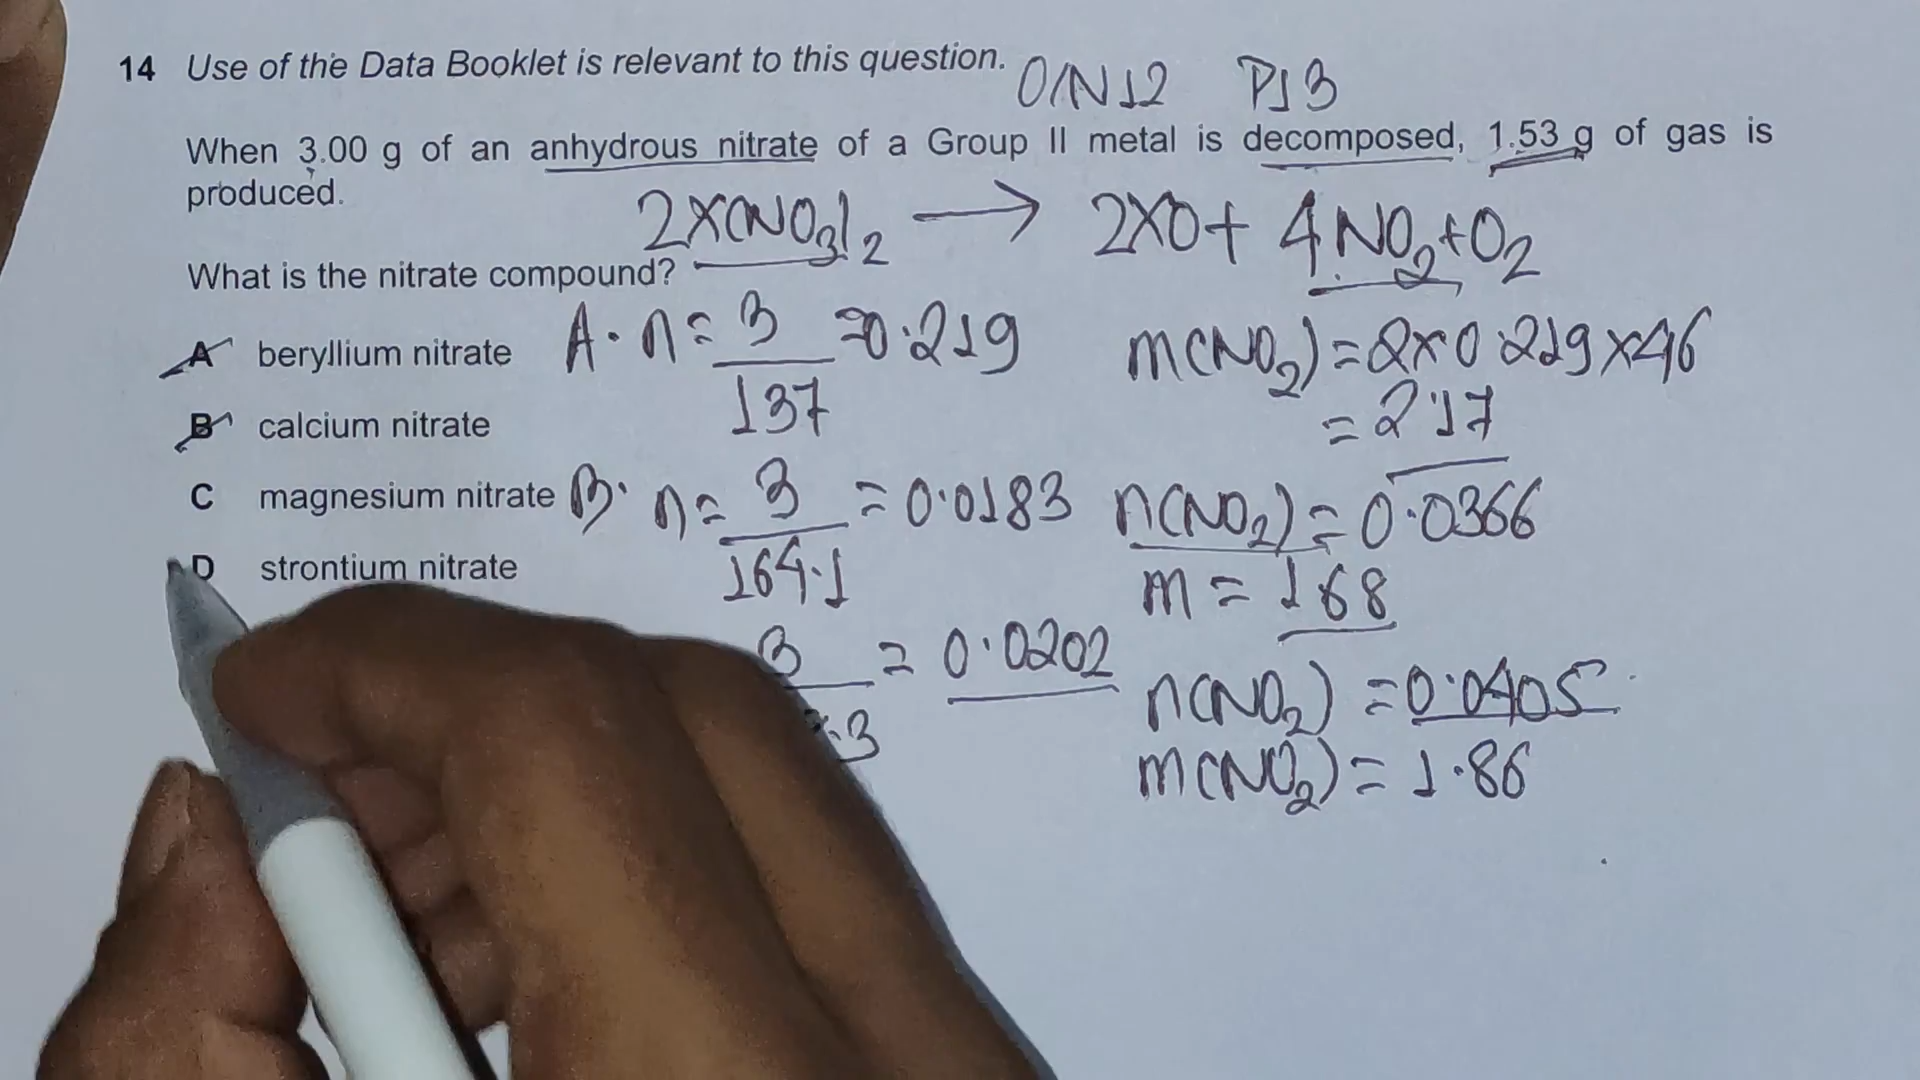 14 Use of the Data Booklet is relevant to this question. O/N12 P13
When 3.00 g of an anhydrous nitrate of a Group II metal is decomposed, 1.53 g of gas is
produced.
2X(NO3)2 → 2XO + 4NO2 + O2
What is the nitrate compound?
A beryllium nitrate
B calcium nitrate
C magnesium nitrate
D strontium nitrate
A. n = 3/137 = 0.219
m(NO2) = 2×0.219×46
= 2.17
B. n = 3/164.1 = 0.0183
n(NO2) = 0.0366
m = 1.68
3 = 0.0202
.3
n(NO2) = 0.0405
m(NO2) = 1.86